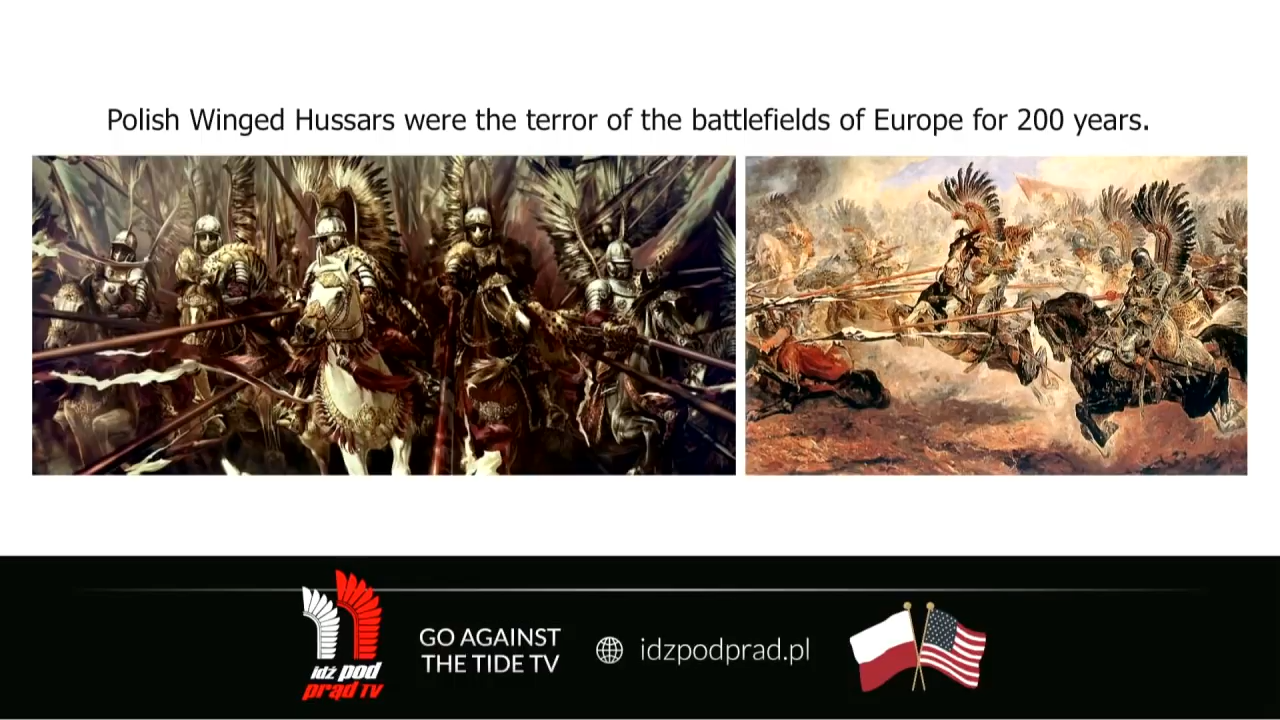 Polish Winged Hussars were the terror of the battlefields of Europe for 200 years.
idź pod
prąd TV
GO AGAINST
THE TIDE TV
idzpodprad.pl